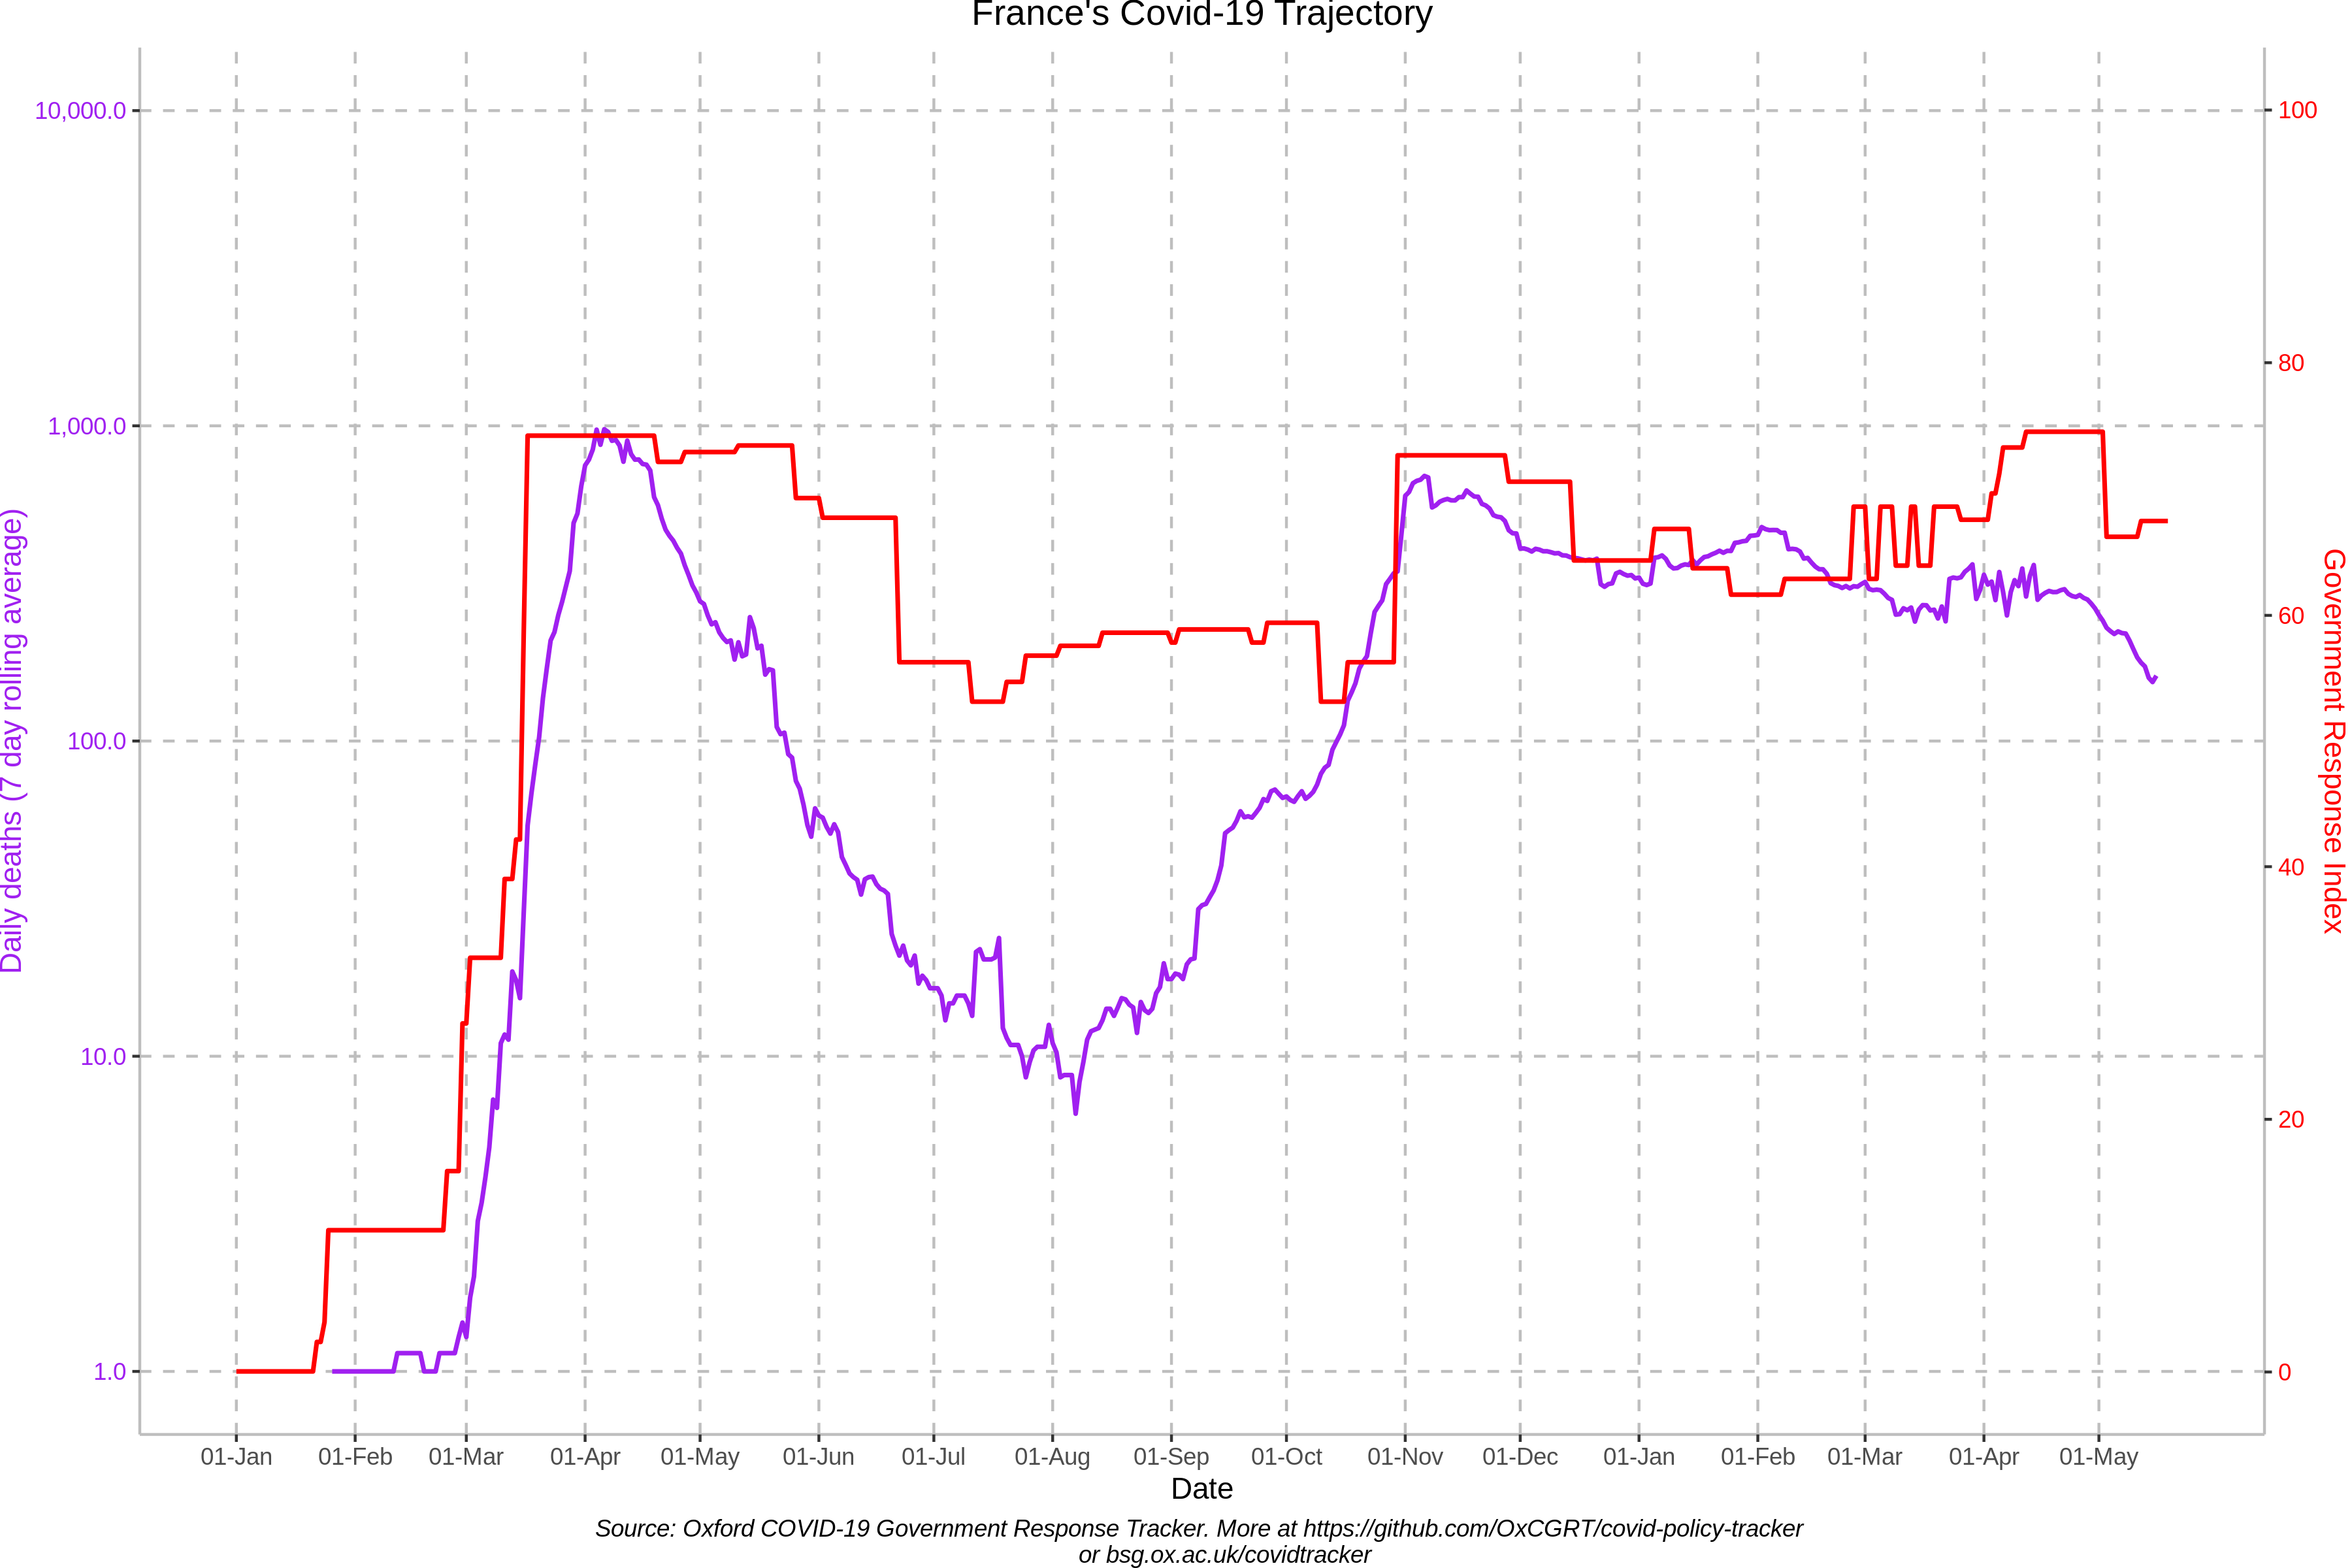 France's Covid-19 Trajectory
10,000.0
1,000.0
100.0
10.0
1.0
Daily deaths (7 day rolling average)
100
80
60
40
20
0
Government Response Index
01-Jan 01-Feb 01-Mar 01-Apr 01-May 01-Jun 01-Jul 01-Aug 01-Sep 01-Oct 01-Nov 01-Dec 01-Jan 01-Feb 01-Mar 01-Apr 01-May
Date
Source: Oxford COVID-19 Government Response Tracker. More at https://github.com/OxCGRT/covid-policy-tracker
or bsg.ox.ac.uk/covidtracker